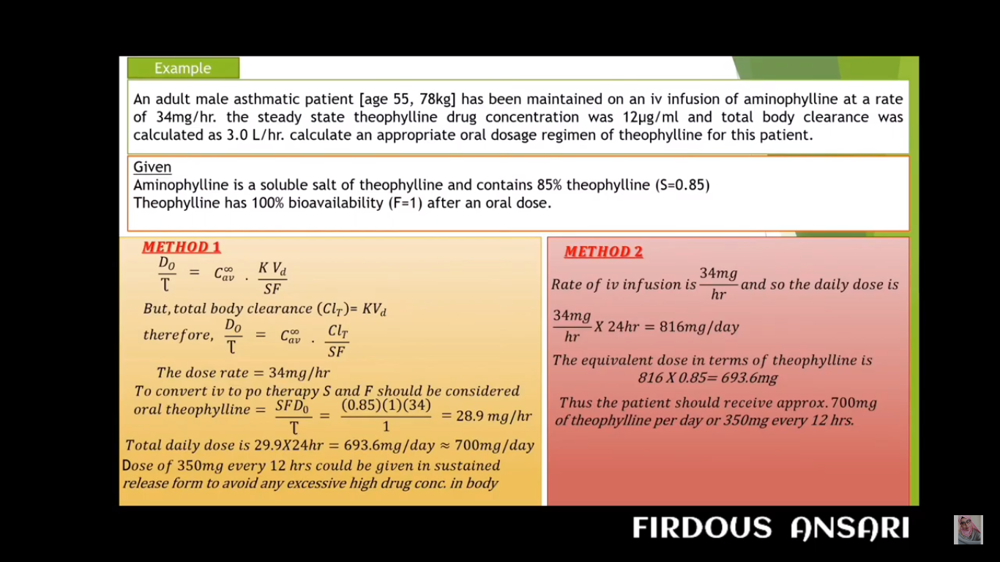 Example
An adult male asthmatic patient [age 55, 78kg] has been maintained on an iv infusion of aminophylline at a rate
of 34mg/hr. the steady state theophylline drug concentration was 12µg/ml and total body clearance was
calculated as 3.0 L/hr. calculate an appropriate oral dosage regimen of theophylline for this patient.
Given
Aminophylline is a soluble salt of theophylline and contains 85% theophylline (S=0.85)
Theophylline has 100% bioavailability (F=1) after an oral dose.
METHOD 1
D₀/τ = C∞av . K Vd/SF
But, total body clearance (ClT)= KVd
therefore, D₀/τ = C∞av . ClT/SF
The dose rate = 34mg/hr
To convert iv to po therapy S and F should be considered
oral theophylline = SFD₀/τ = (0.85)(1)(34)/1 = 28.9 mg/hr
Total daily dose is 29.9X24hr = 693.6mg/day ≈ 700mg/day
Dose of 350mg every 12 hrs could be given in sustained
release form to avoid any excessive high drug conc. in body
METHOD 2
Rate of iv infusion is 34mg/hr and so the daily dose is
34mg/hr X 24hr = 816mg/day
The equivalent dose in terms of theophylline is
816 X 0.85= 693.6mg
Thus the patient should receive approx. 700mg
of theophylline per day or 350mg every 12 hrs.
FIRDOUS ANSARI